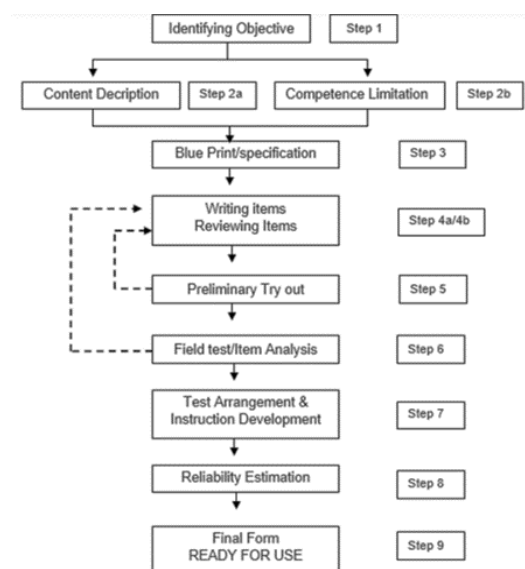 Identifying Objective
Step 1
Content Decription
Step 2a
Competence Limitation
Step 2b
Blue Print/specification
Step 3
Writing items
Reviewing Items
Step 4a/4b
Preliminary Try out
Step 5
Field test/Item Analysis
Step 6
Test Arrangement &
Instruction Development
Step 7
Reliability Estimation
Step 8
Final Form
READY FOR USE
Step 9